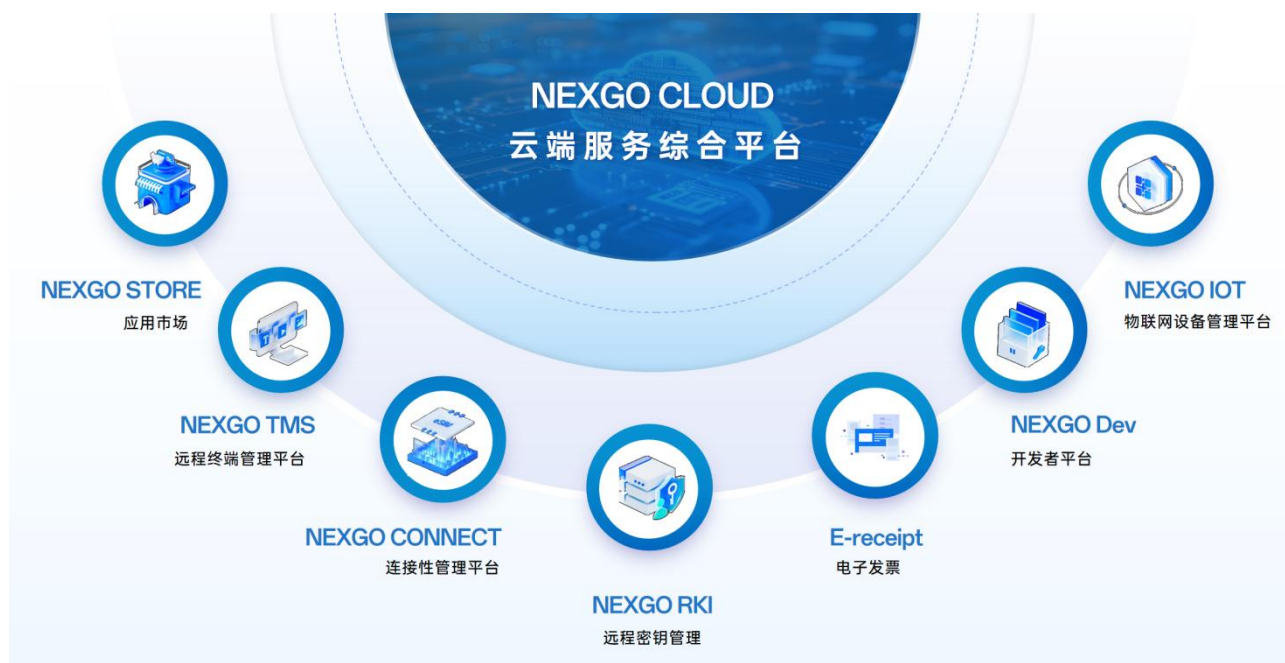 NEXGO CLOUD
云端服务综合平台
NEXGO STORE
应用市场
NEXGO TMS
远程终端管理平台
NEXGO CONNECT
连接性管理平台
NEXGO RKI
远程密钥管理
E-receipt
电子发票
NEXGO Dev
开发者平台
NEXGO IOT
物联网设备管理平台